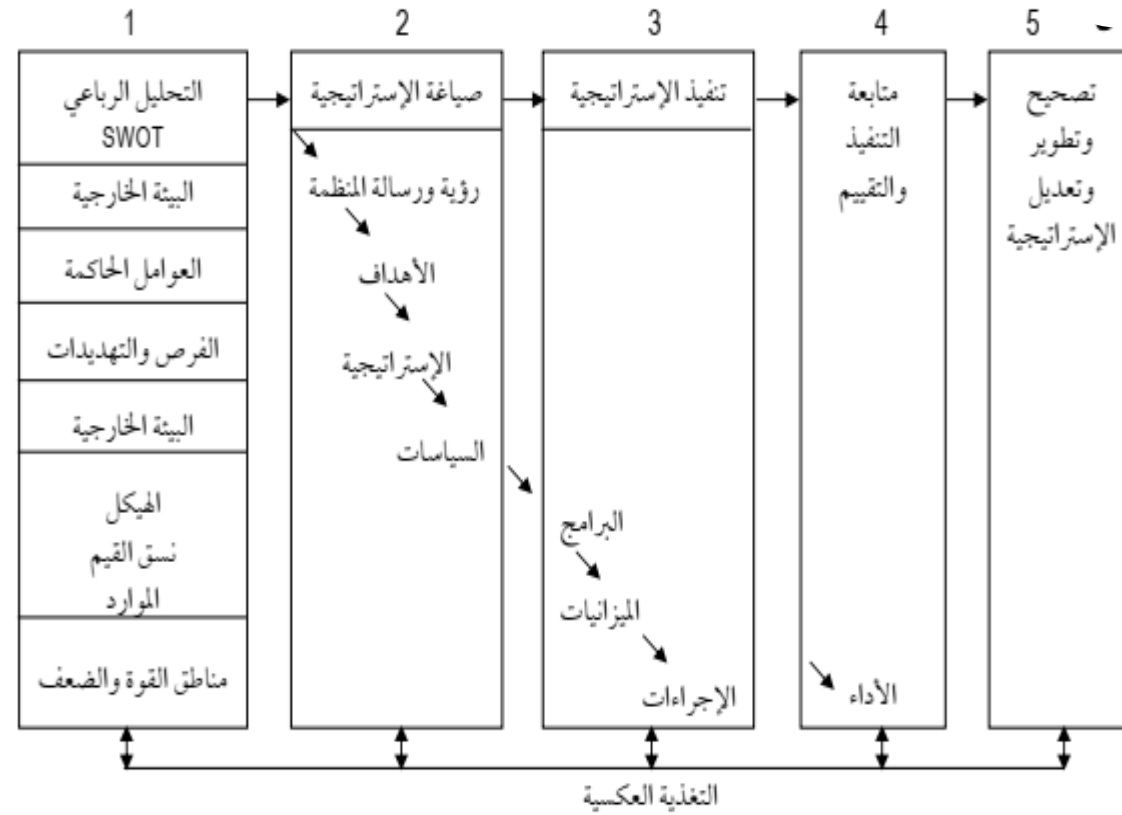 1
2
3
4
5
التحليل الرباعي
SWOT
البيئة الخارجية
العوامل الحاكمة
الفرص والتهديدات
البيئة الخارجية
الهيكل
نسق القيم
الموارد
مناطق القوة والضعف
صياغة الإستراتيجية
رؤية ورسالة المنظمة
الأهداف
الإستراتيجية
السياسات
تنفيذ الإستراتيجية
البرامج
الميزانيات
الإجراءات
متابعة
التنفيذ
والتقييم
الأداء
تصحيح
وتطوير
وتعديل
الإستراتيجية
التغذية العكسية